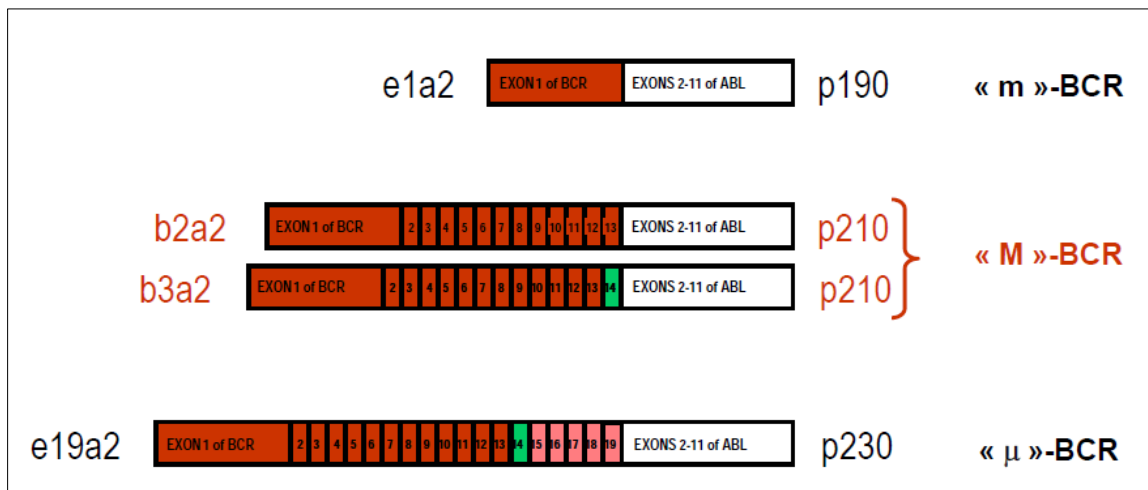 e1a2 EXON 1 of BCR EXONS 2-11 of ABL p190 « m »-BCR
b2a2 EXON 1 of BCR 2 3 4 5 6 7 8 9 10 11 12 13 EXONS 2-11 of ABL p210
« M »-BCR
b3a2 EXON 1 of BCR 2 3 4 5 6 7 8 9 10 11 12 13 14 EXONS 2-11 of ABL p210
e19a2 EXON 1 of BCR 2 3 4 5 6 7 8 9 10 11 12 13 14 15 16 17 18 19 EXONS 2-11 of ABL p230 « μ »-BCR